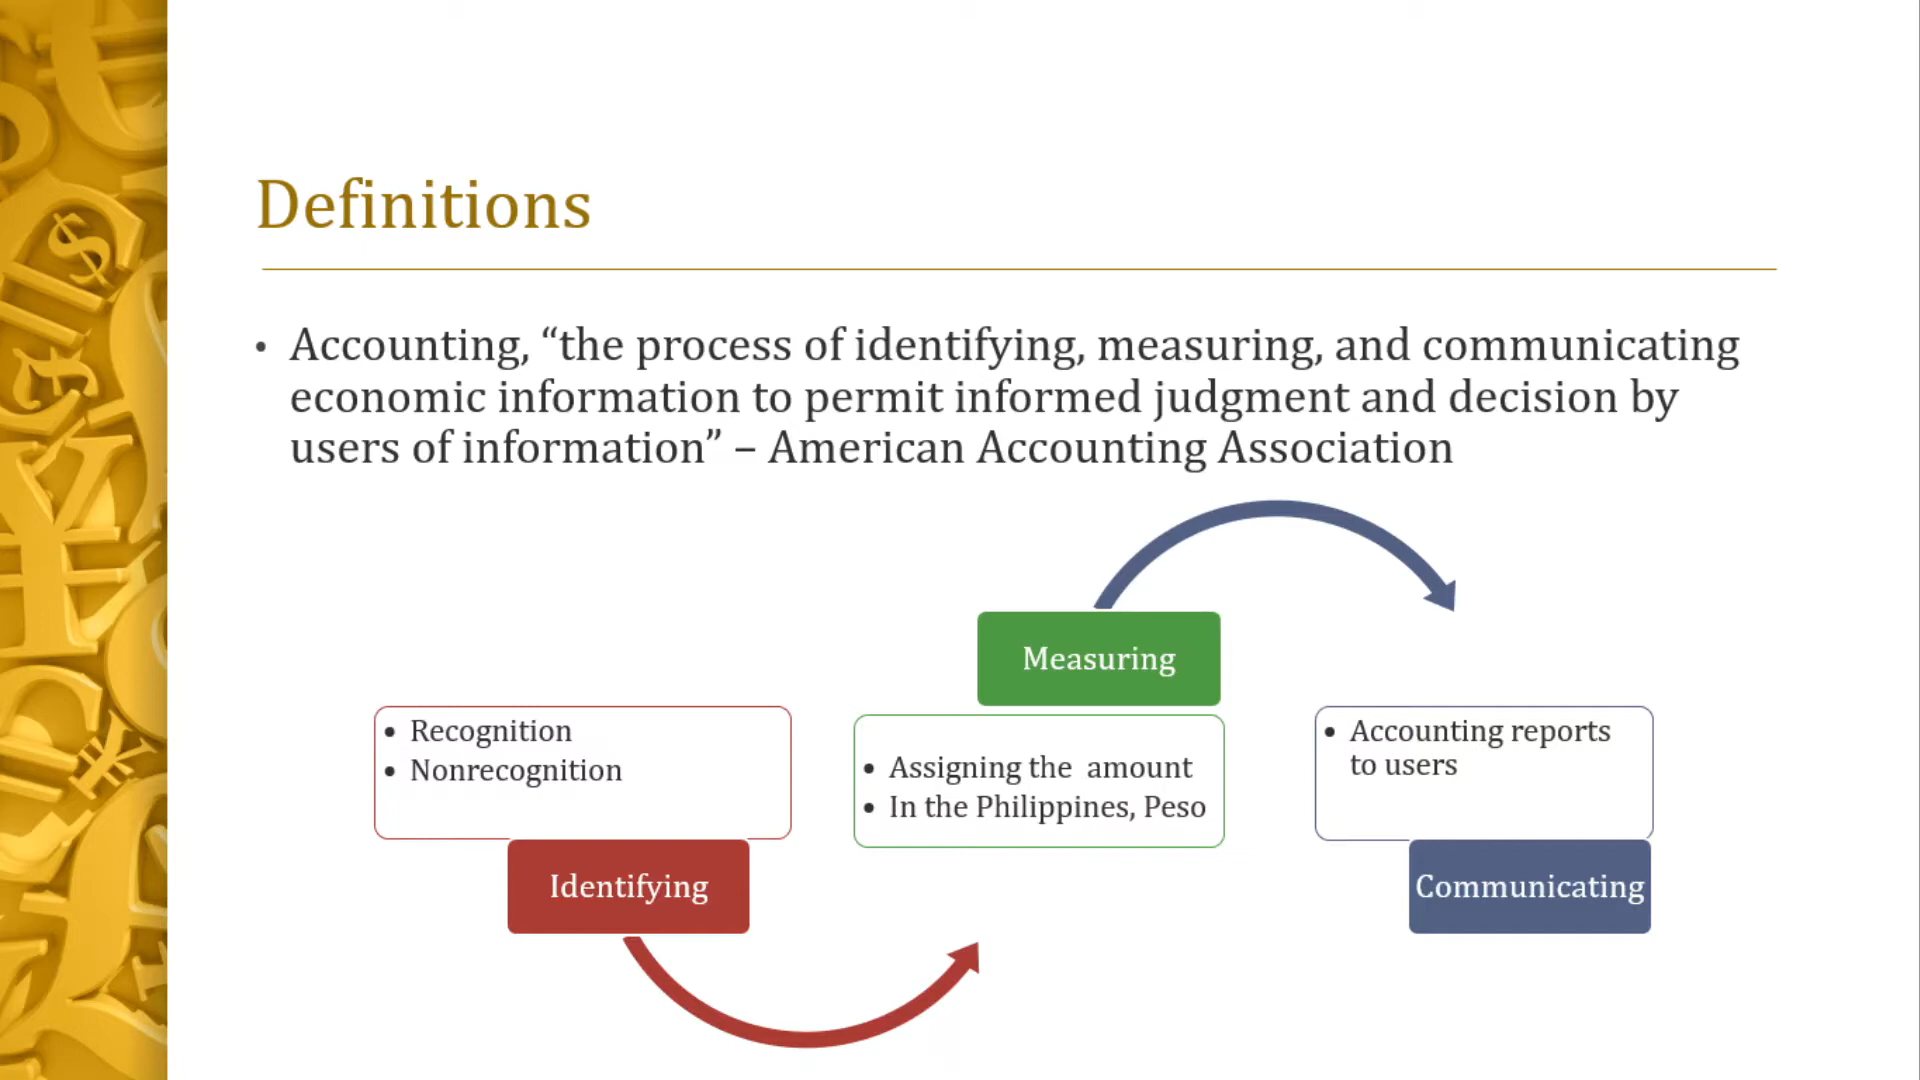 Definitions
• Accounting, “the process of identifying, measuring, and communicating
economic information to permit informed judgment and decision by
users of information” – American Accounting Association
• Recognition
• Nonrecognition
Identifying
Measuring
• Assigning the  amount
• In the Philippines, Peso
• Accounting reports
to users
Communicating